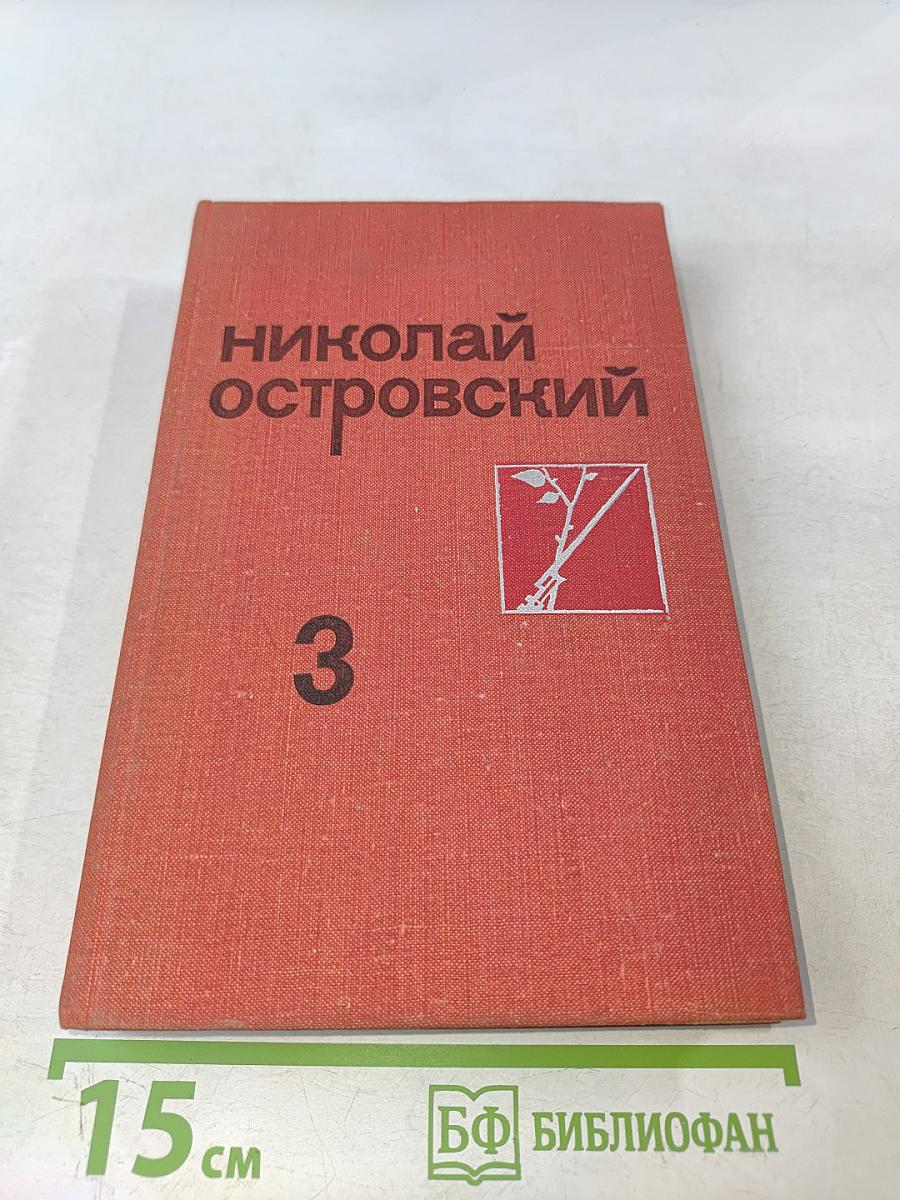 николай
островский
3
15 см
БФ БИБЛИОФАН